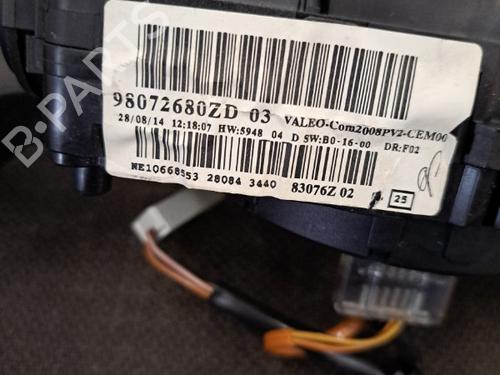 98072680ZD 03 VALEO-Com2008PV2-CEM00
28/08/14 12:18:07 HW:5948 04 D SW:B0-16-00 DR:F02
NE10668653 28084 3440
83076Z 02
25
B-PARTS